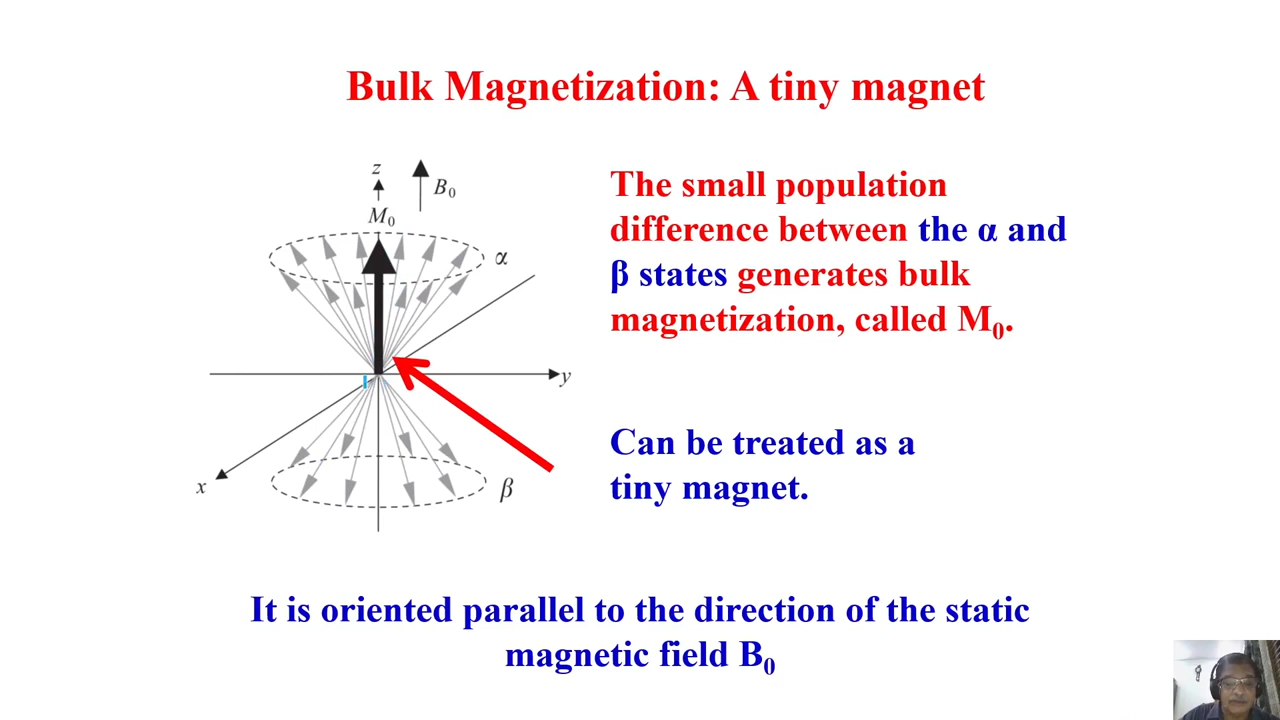 Bulk Magnetization: A tiny magnet
z
B₀
M₀
α
y
x
β
The small population
difference between the α and
β states generates bulk
magnetization, called M₀.
Can be treated as a
tiny magnet.
It is oriented parallel to the direction of the static
magnetic field B₀